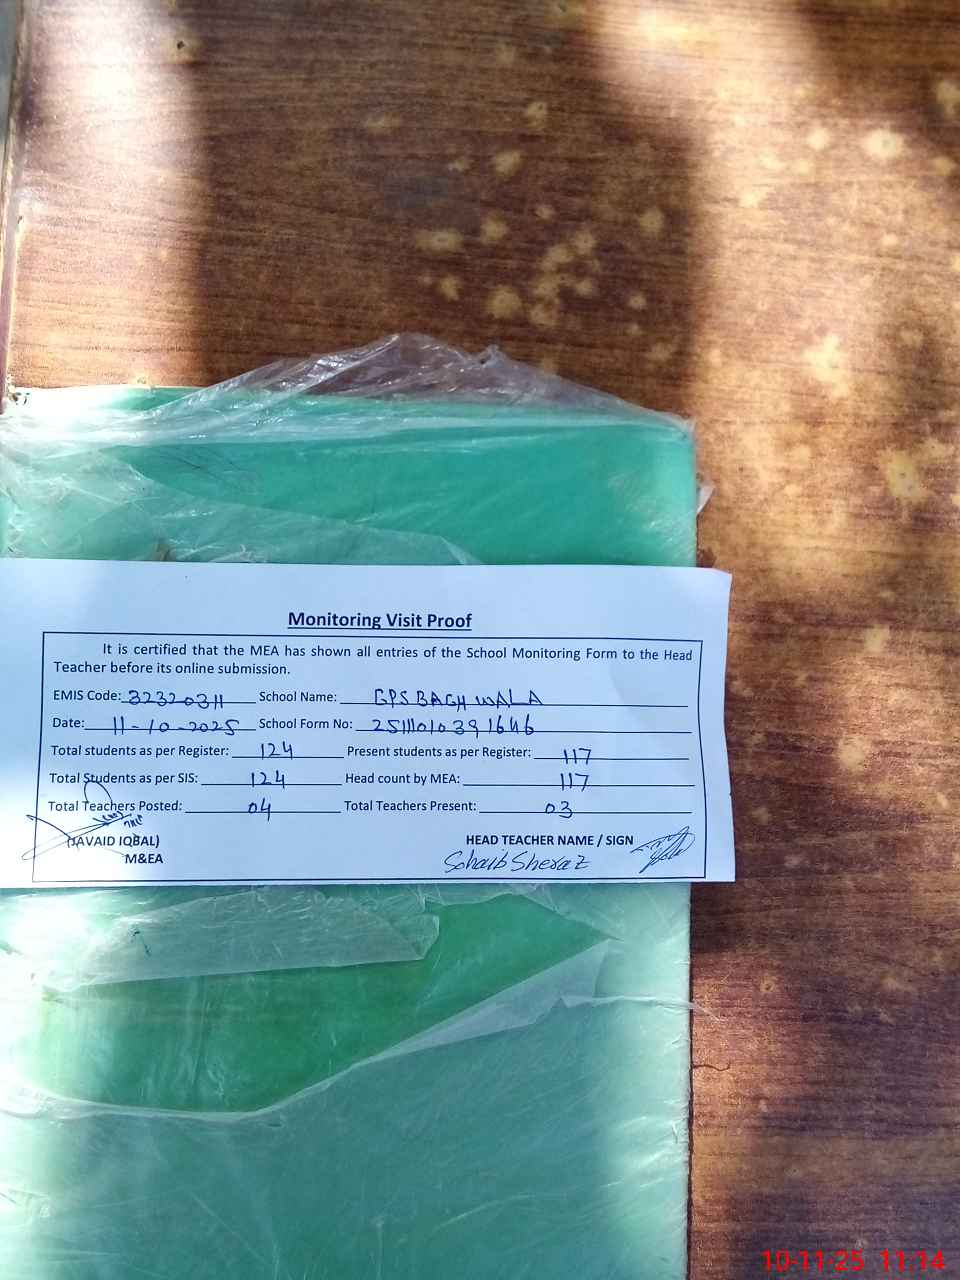 Monitoring Visit Proof
It is certified that the MEA has shown all entries of the School Monitoring Form to the Head
Teacher before its online submission.
EMIS Code: 32320311 School Name: GPS BAGH WALA
Date: 11-10-2025 School Form No: 25111010391646
Total students as per Register: 124 Present students as per Register: 117
Total Students as per SIS: 124 Head count by MEA: 117
Total Teachers Posted: 04 Total Teachers Present: 03
(JAVAID IQBAL) HEAD TEACHER NAME / SIGN
M&EA Sohaib Sheraz
10-11-25 11:14